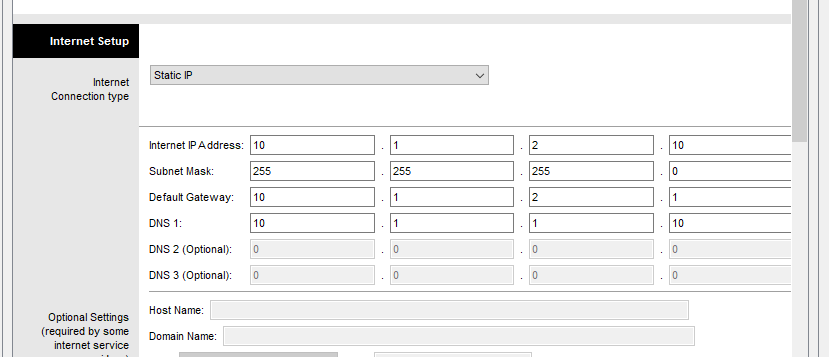 Internet Setup
Internet
Connection type
Static IP
Internet IP Address: 10 . 1 . 2 . 10
Subnet Mask: 255 . 255 . 255 . 0
Default Gateway: 10 . 1 . 2 . 1
DNS 1: 10 . 1 . 1 . 10
DNS 2 (Optional): 0 . 0 . 0 . 0
DNS 3 (Optional): 0 . 0 . 0 . 0
Optional Settings
(required by some
internet service
Host Name:
Domain Name: